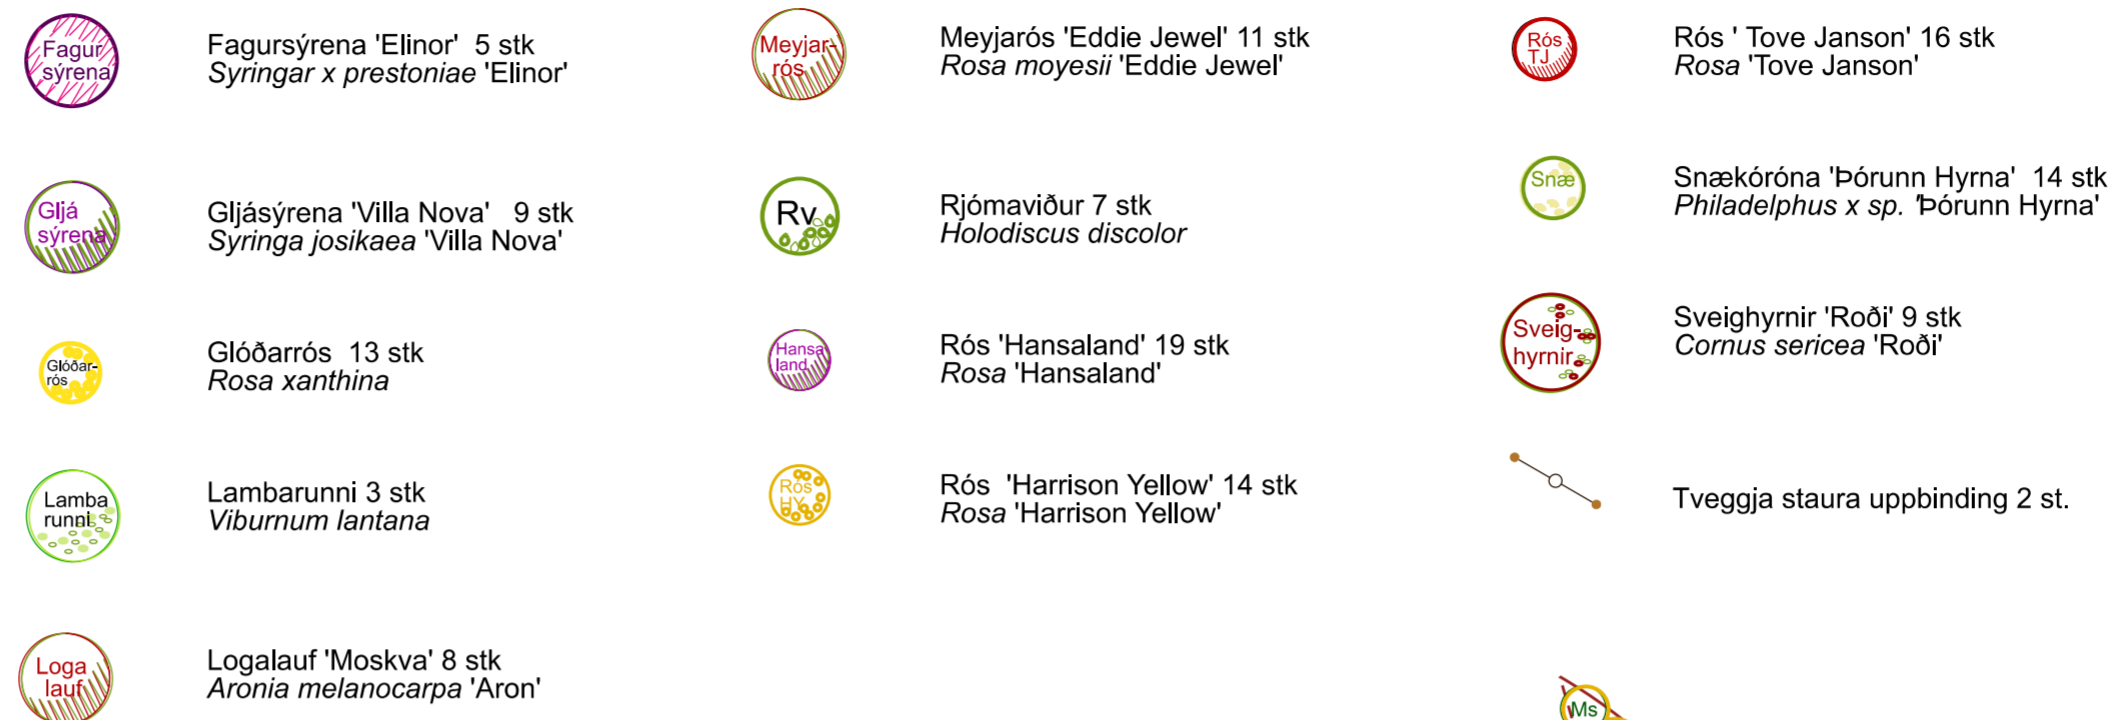 Fagur
sýrena
Fagursýrena 'Elinor' 5 stk
Syringar x prestoniae 'Elinor'
Gljá
sýrena
Gljásýrena 'Villa Nova' 9 stk
Syringa josikaea 'Villa Nova'
Glóðar-
rós
Glóðarrós 13 stk
Rosa xanthina
Lamba
runni
Lambarunni 3 stk
Viburnum lantana
Loga
lauf
Logalauf 'Moskva' 8 stk
Aronia melanocarpa 'Aron'
Meyjar-
rós
Meyjarós 'Eddie Jewel' 11 stk
Rosa moyesii 'Eddie Jewel'
Rv
Rjómaviður 7 stk
Holodiscus discolor
Hansa
land
Rós 'Hansaland' 19 stk
Rosa 'Hansaland'
Rós
HY
Rós 'Harrison Yellow' 14 stk
Rosa 'Harrison Yellow'
Rós
TJ
Rós ' Tove Janson' 16 stk
Rosa 'Tove Janson'
Snæ
Snækóróna 'Þórunn Hyrna' 14 stk
Philadelphus x sp. 'Þórunn Hyrna'
Sveig-
hyrnir
Sveighyrnir 'Roði' 9 stk
Cornus sericea 'Roði'
Tveggja staura uppbinding 2 st.
Ms